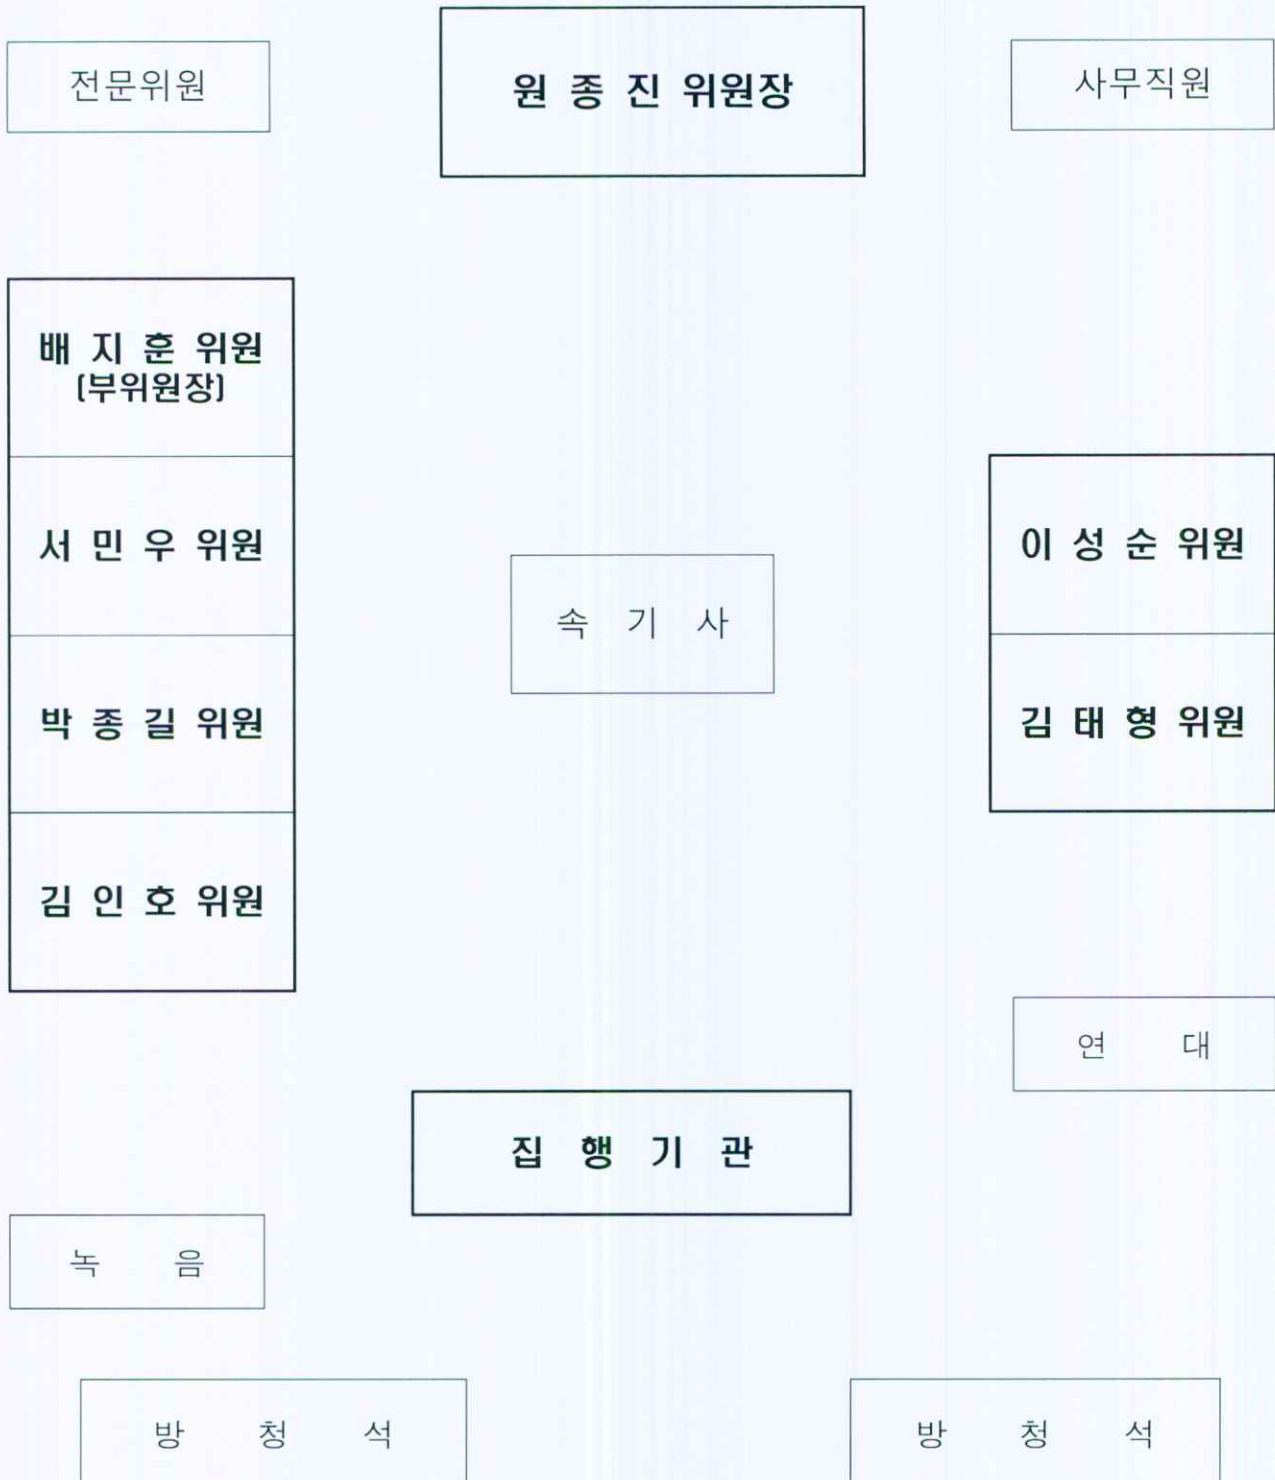 전문위원
원 종 진 위원장
사무직원
배 지 훈 위원
(부위원장)
서 민 우 위원
박 종 길 위원
김 인 호 위원
속 기 사
이 성 순 위원
김 태 형 위원
연 대
집 행 기 관
녹 음
방 청 석
방 청 석